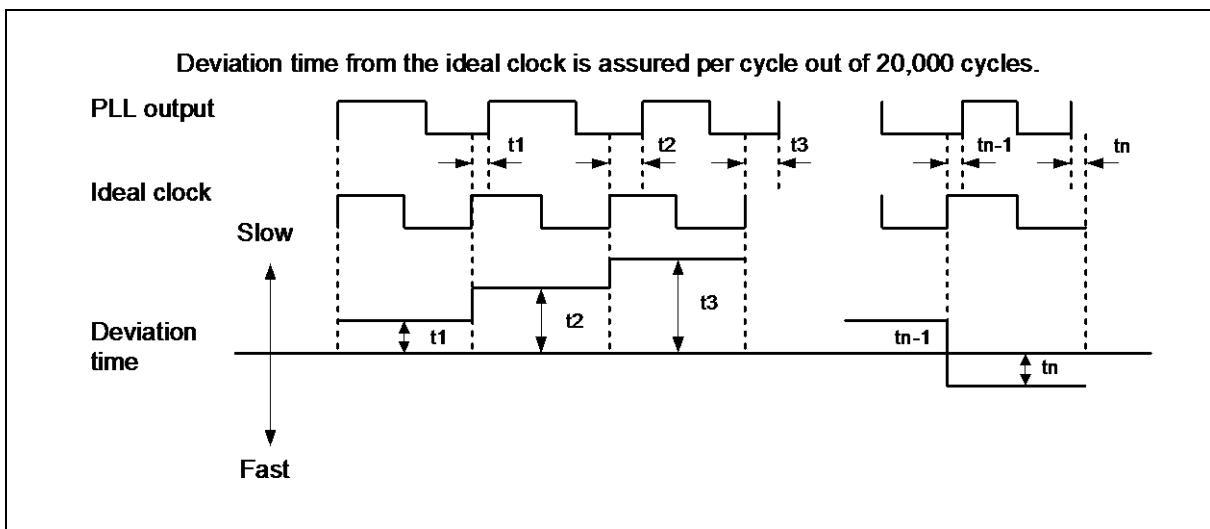 Deviation time from the ideal clock is assured per cycle out of 20,000 cycles.
PLL output
t1
t2
t3
tn-1
tn
Ideal clock
Slow
Deviation
time
t1
t2
t3
tn-1
tn
Fast